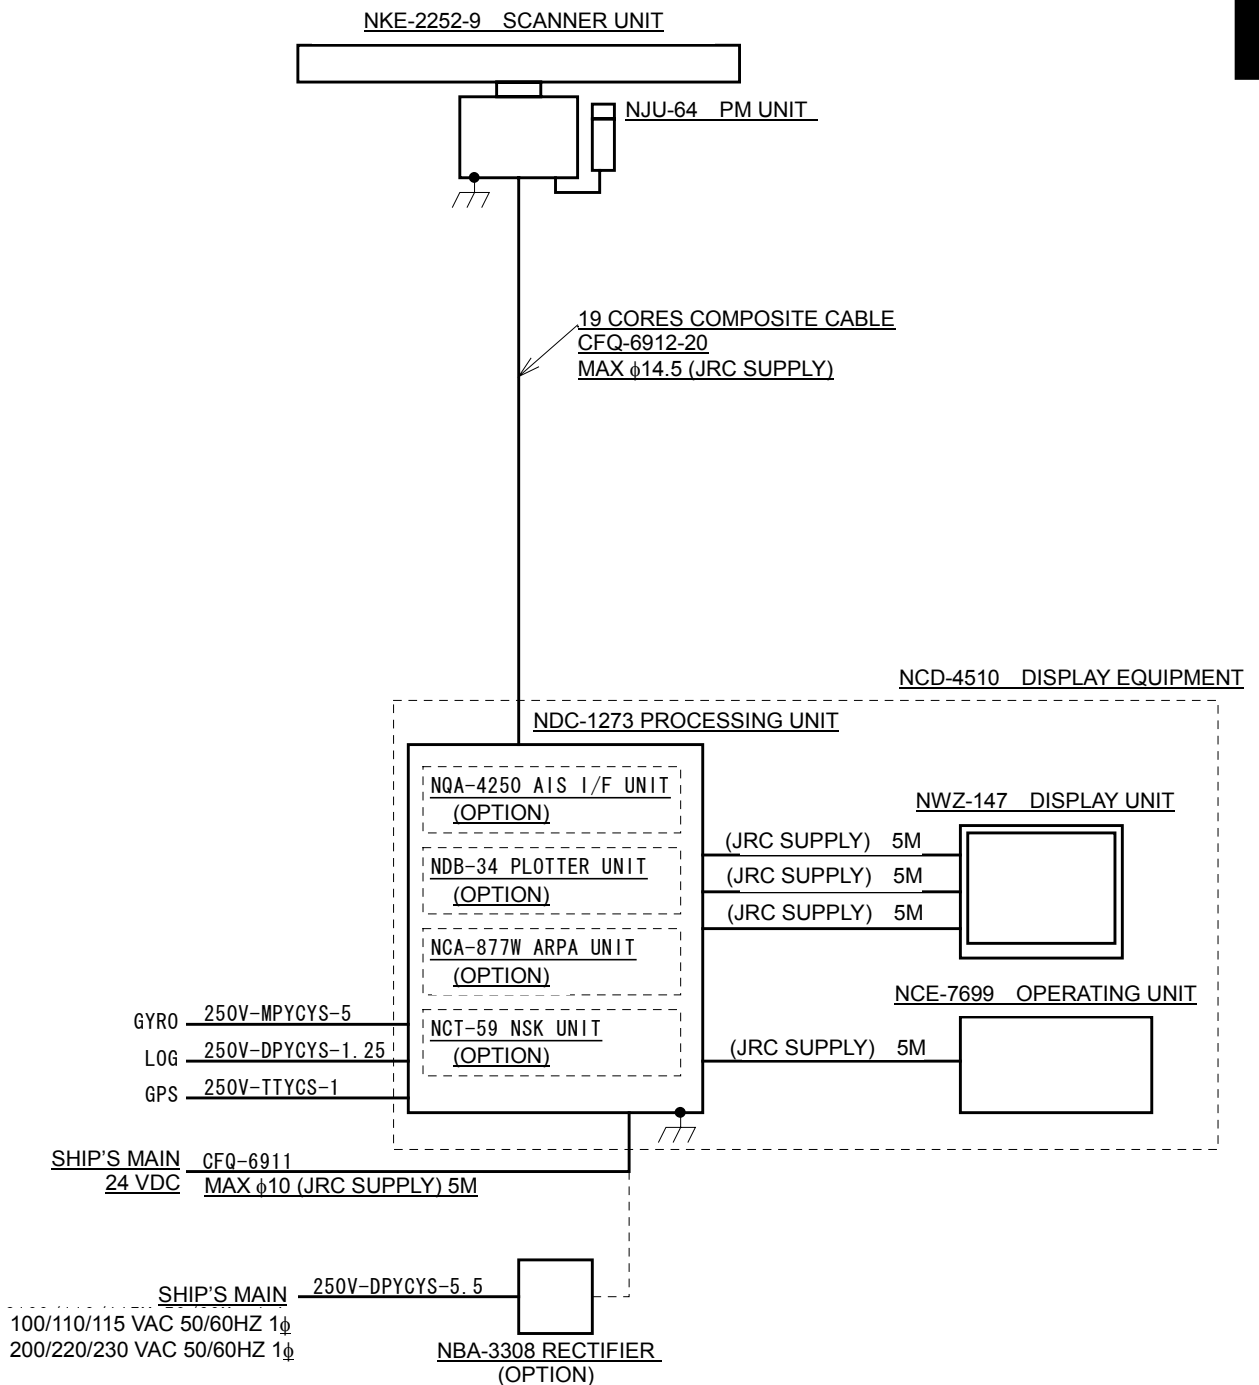 NKE-2252-9 SCANNER UNIT
NJU-64 PM UNIT
19 CORES COMPOSITE CABLE
CFQ-6912-20
MAX ϕ14.5 (JRC SUPPLY)
NCD-4510 DISPLAY EQUIPMENT
NDC-1273 PROCESSING UNIT
NQA-4250 AIS I/F UNIT
(OPTION)
NDB-34 PLOTTER UNIT
(OPTION)
NCA-877W ARPA UNIT
(OPTION)
NCT-59 NSK UNIT
(OPTION)
NWZ-147 DISPLAY UNIT
(JRC SUPPLY) 5M
(JRC SUPPLY) 5M
(JRC SUPPLY) 5M
NCE-7699 OPERATING UNIT
(JRC SUPPLY) 5M
GYRO 250V-MPYCYS-5
LOG 250V-DPYCYS-1.25
GPS 250V-TTYCS-1
SHIP'S MAIN CFQ-6911
24 VDC MAX ϕ10 (JRC SUPPLY) 5M
SHIP'S MAIN 250V-DPYCYS-5.5
100/110/115 VAC 50/60HZ 1ϕ
200/220/230 VAC 50/60HZ 1ϕ
NBA-3308 RECTIFIER
(OPTION)